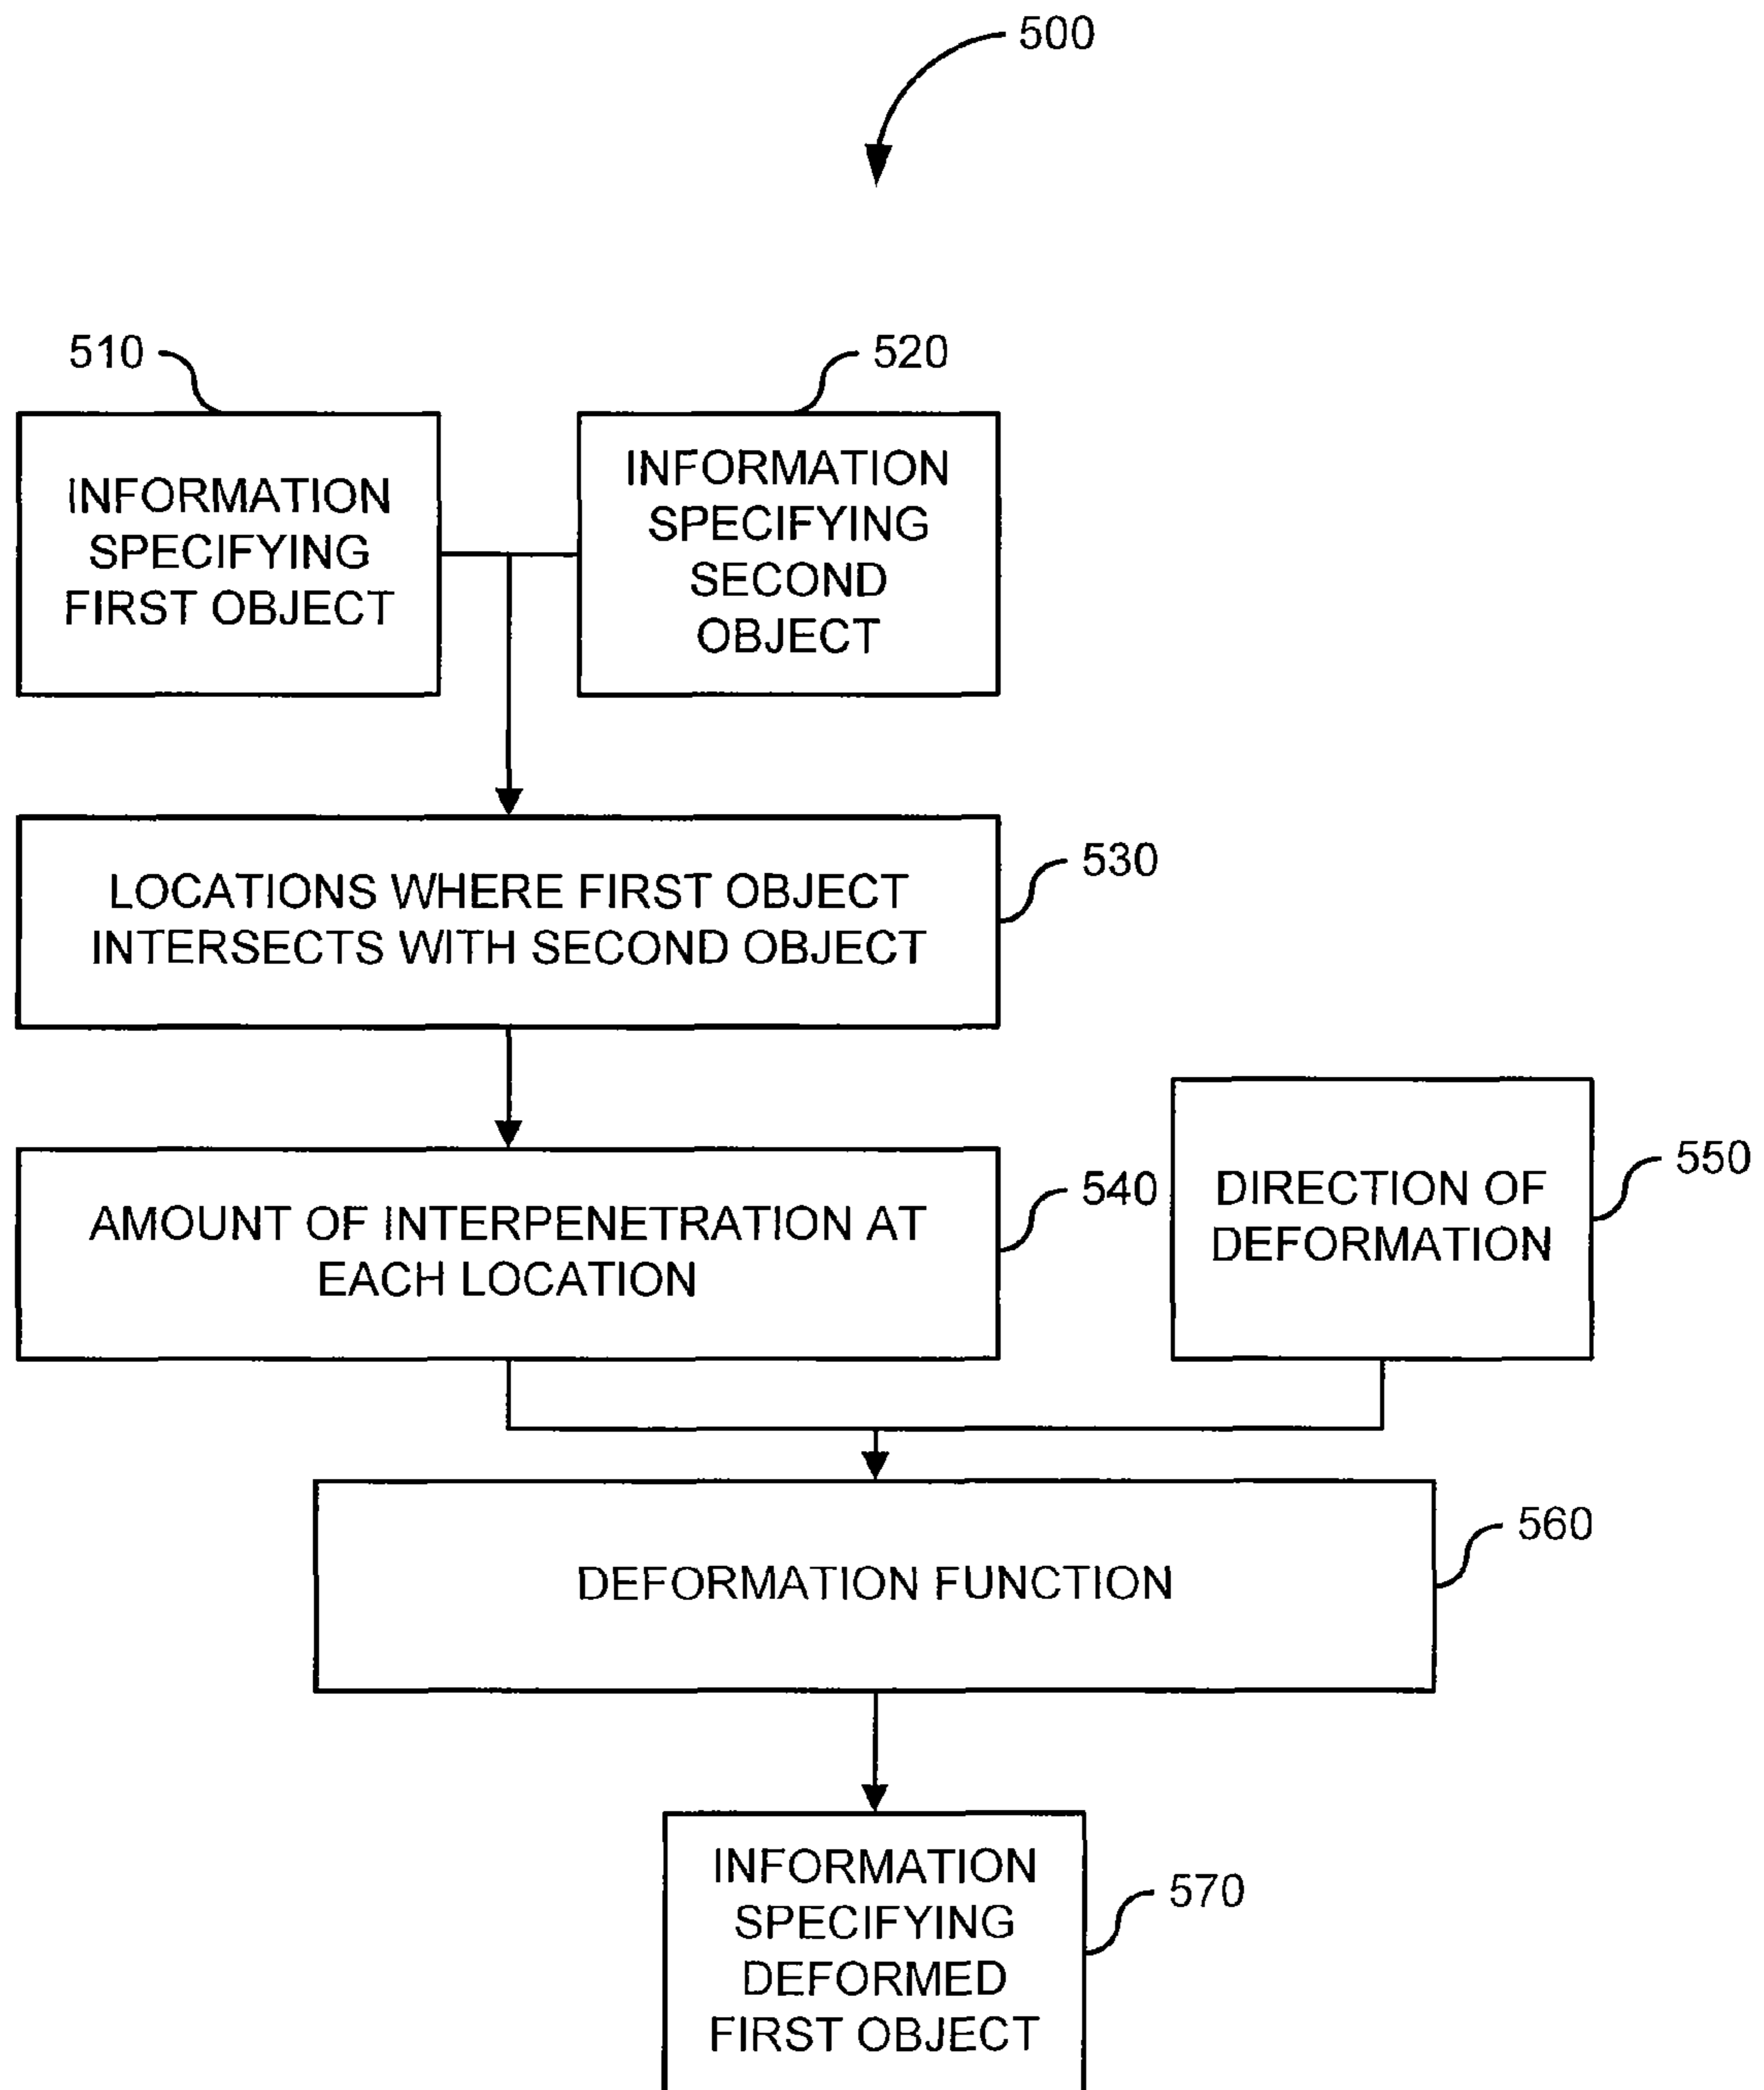 500
510
520
INFORMATION
SPECIFYING
FIRST OBJECT
INFORMATION
SPECIFYING
SECOND
OBJECT
530
LOCATIONS WHERE FIRST OBJECT
INTERSECTS WITH SECOND OBJECT
540
AMOUNT OF INTERPENETRATION AT
EACH LOCATION
550
DIRECTION OF
DEFORMATION
560
DEFORMATION FUNCTION
570
INFORMATION
SPECIFYING
DEFORMED
FIRST OBJECT